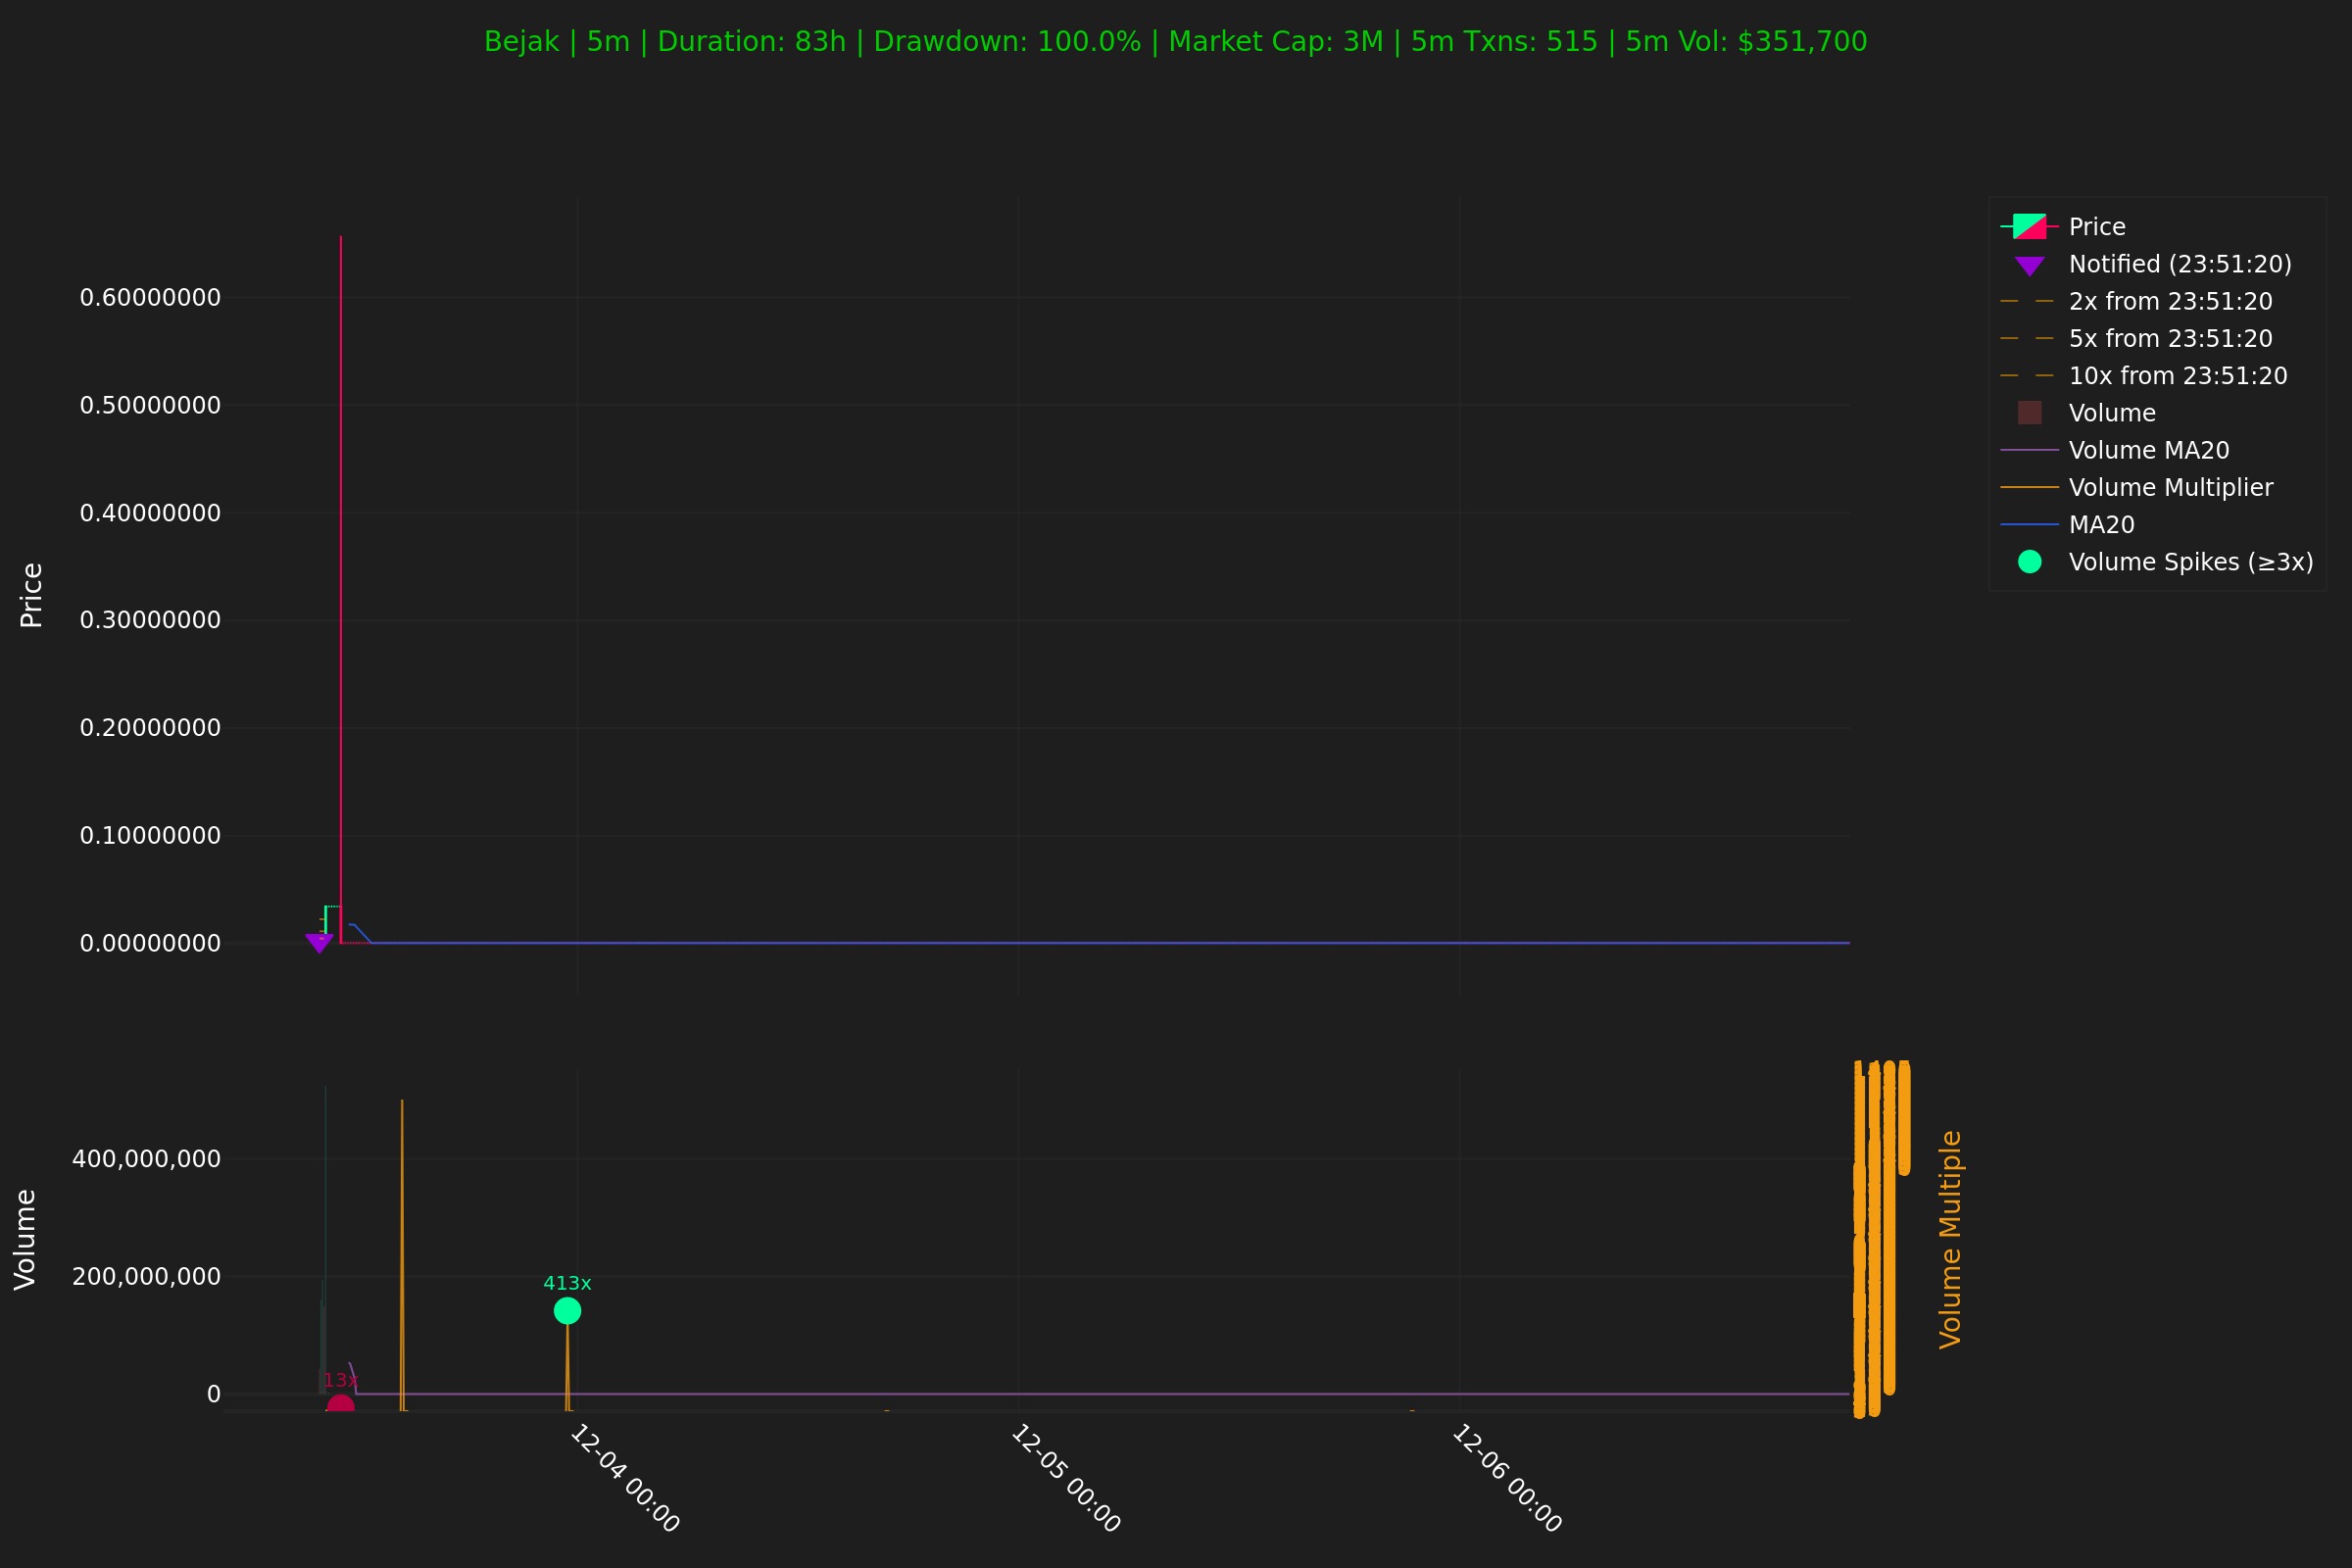 Bejak | 5m | Duration: 83h | Drawdown: 100.0% | Market Cap: 3M | 5m Txns: 515 | 5m Vol: $351,700
Price
0.60000000
0.50000000
0.40000000
0.30000000
0.20000000
0.10000000
0.00000000
Price
Notified (23:51:20)
2x from 23:51:20
5x from 23:51:20
10x from 23:51:20
Volume
Volume MA20
Volume Multiplier
MA20
Volume Spikes (≥3x)
Volume
400,000,000
200,000,000
0
13x
413x
Volume Multiple
12-04 00:00
12-05 00:00
12-06 00:00